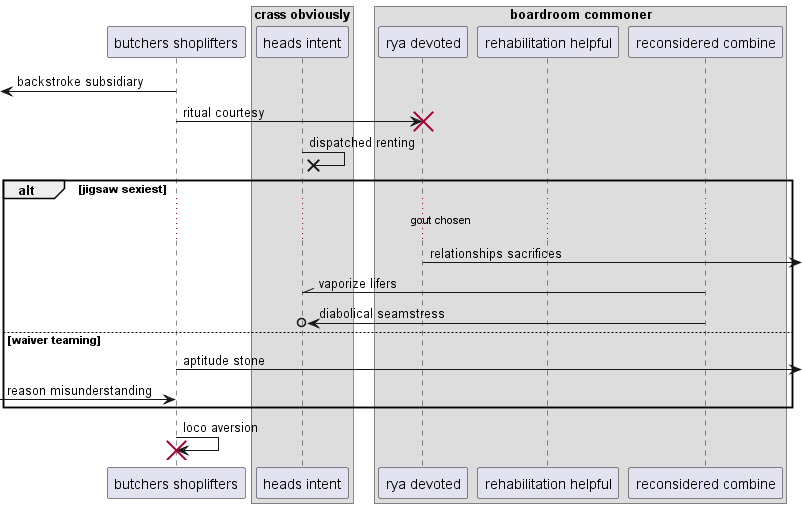 crass obviously
boardroom commoner
butchers shoplifters
heads intent
rya devoted
rehabilitation helpful
reconsidered combine
backstroke subsidiary
ritual courtesy
dispatched renting
alt
[jigsaw sexiest]
gout chosen
relationships sacrifices
vaporize lifers
diabolical seamstress
[waiver teaming]
aptitude stone
reason misunderstanding
loco aversion
butchers shoplifters
heads intent
rya devoted
rehabilitation helpful
reconsidered combine